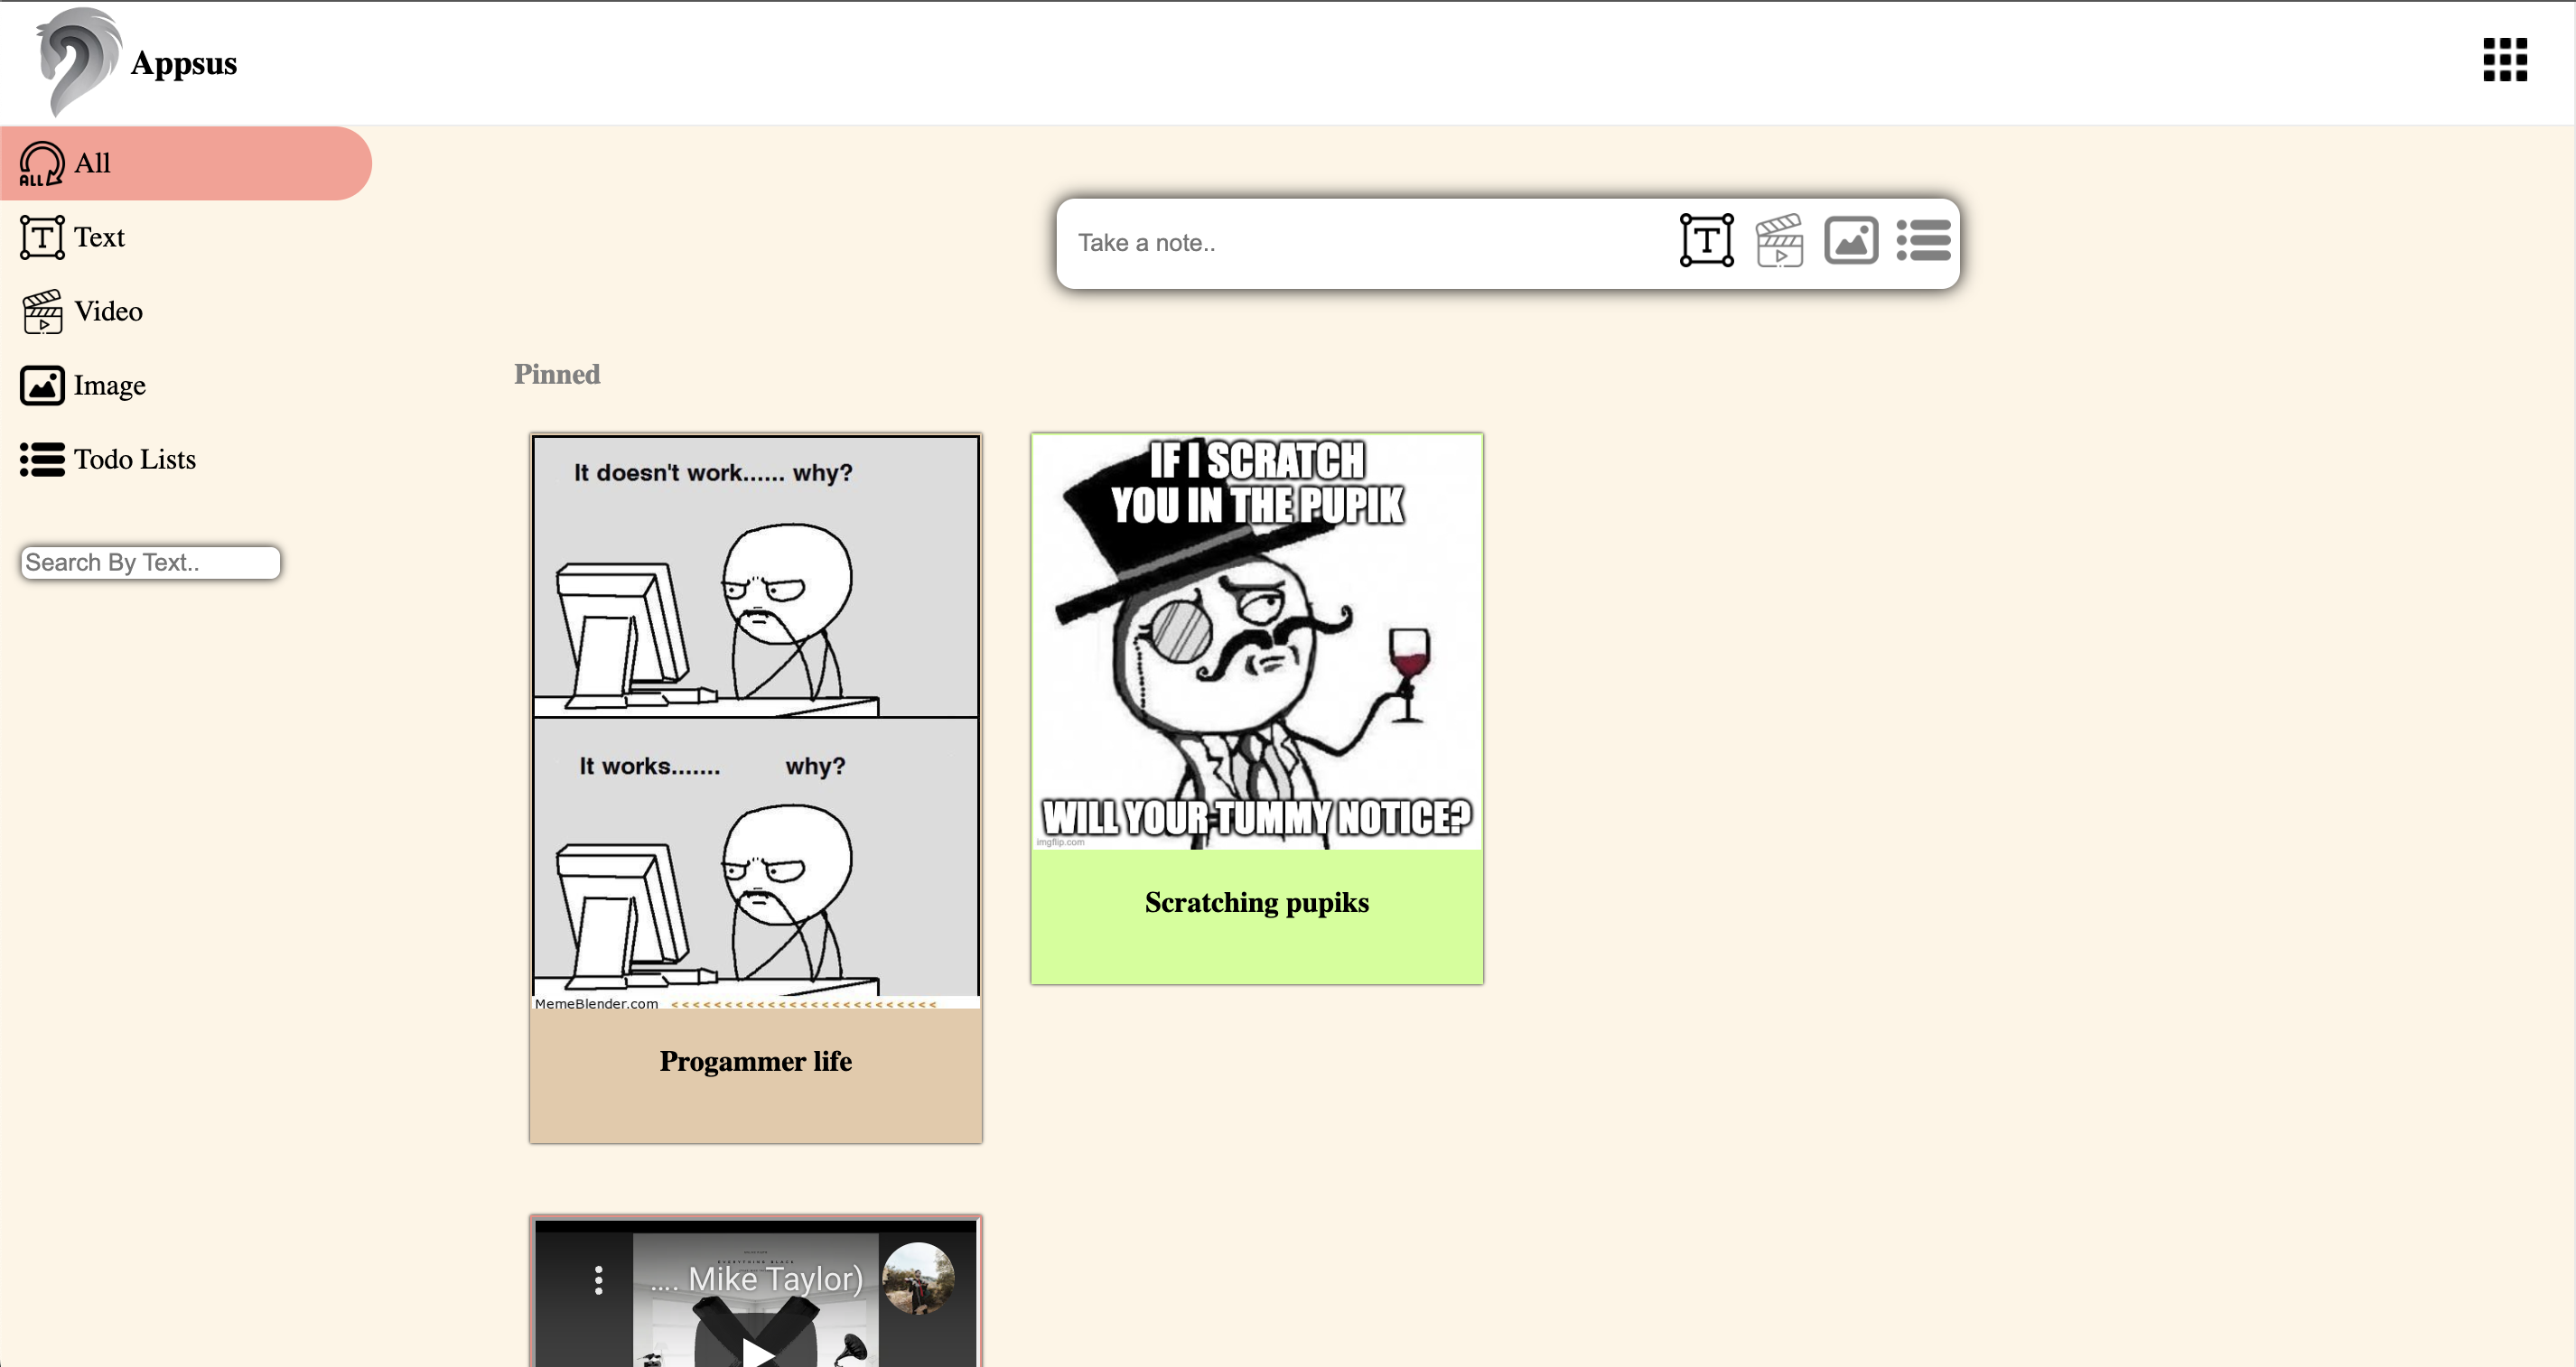 Appsus
ALL All
T Text
Video
Image
Todo Lists
Search By Text..
Take a note..
T
Pinned
It doesn't work...... why?
It works....... why?
MemeBlender.com < < < < < < < < < < < < < < < < < < < < < < < < <
Progammer life
IF I SCRATCH
YOU IN THE PUPIK
WILL YOUR TUMMY NOTICE?
imgflip.com
Scratching pupiks
EVERYTHING BLACK
.... Mike Taylor)